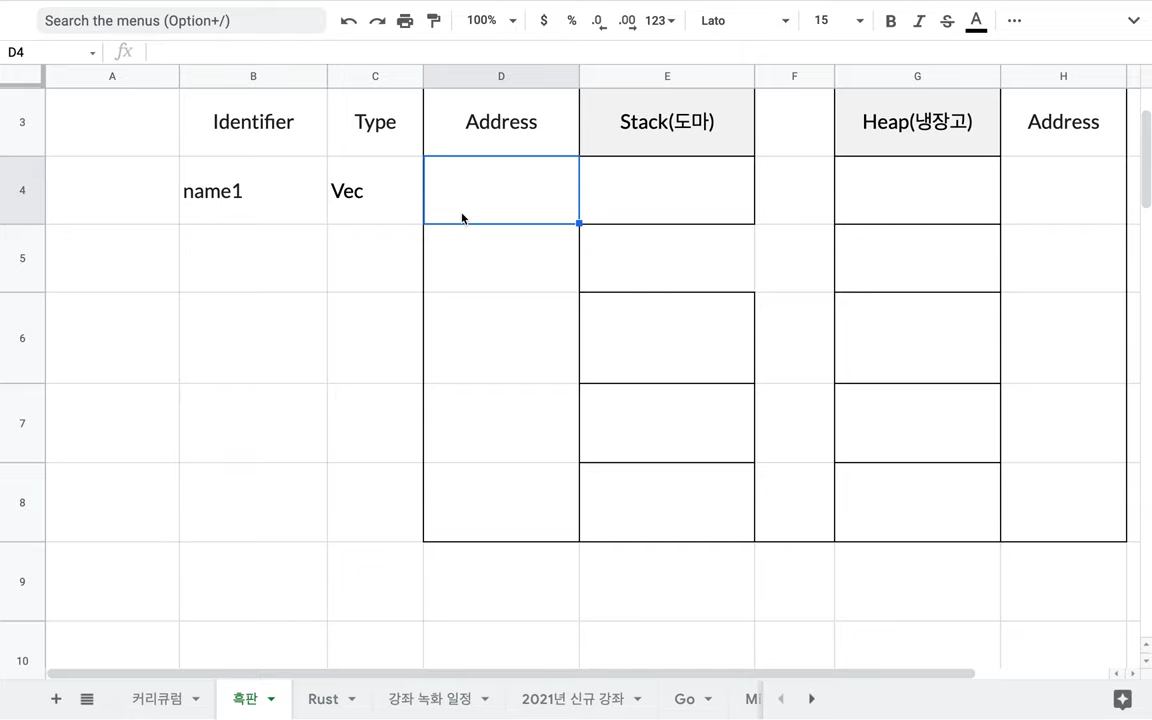 Search the menus (Option+/) 100% $ % .0 .00 123 Lato 15 B I S A
D4 fx
A B C D E F G H
3 Identifier Type Address Stack(도마) Heap(냉장고) Address
4 name1 Vec
5
6
7
8
9
10
커리큘럼 흑판 Rust 강좌 녹화 일정 2021년 신규 강좌 Go